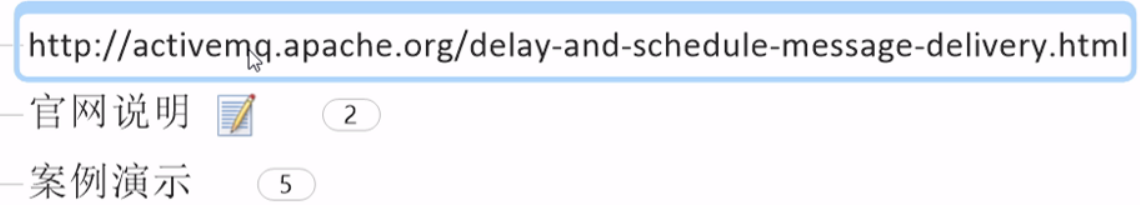 http://activemq.apache.org/delay-and-schedule-message-delivery.html
官网说明 2
案例演示 5